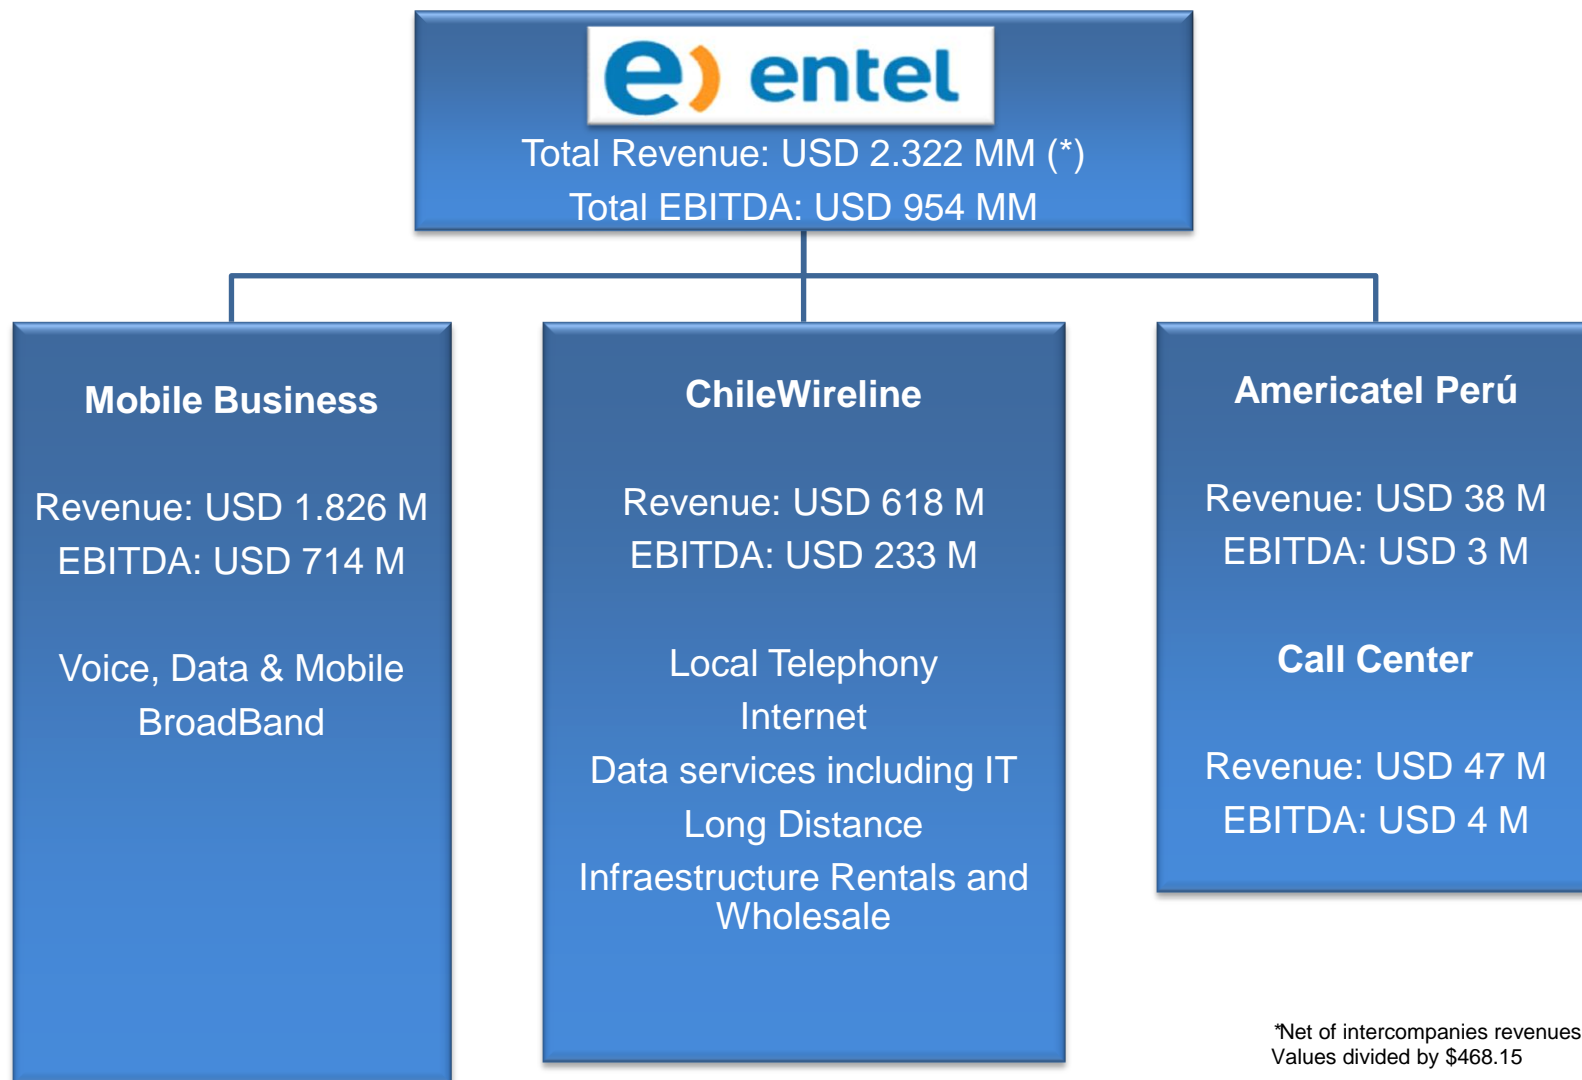 e) entel
Total Revenue: USD 2.322 MM (*)
Total EBITDA: USD 954 MM
Mobile Business
Revenue: USD 1.826 M
EBITDA: USD 714 M
Voice, Data & Mobile
BroadBand
ChileWireline
Revenue: USD 618 M
EBITDA: USD 233 M
Local Telephony
Internet
Data services including IT
Long Distance
Infraestructure Rentals and
Wholesale
Americatel Perú
Revenue: USD 38 M
EBITDA: USD 3 M
Call Center
Revenue: USD 47 M
EBITDA: USD 4 M
*Net of intercompanies revenues
Values divided by $468.15